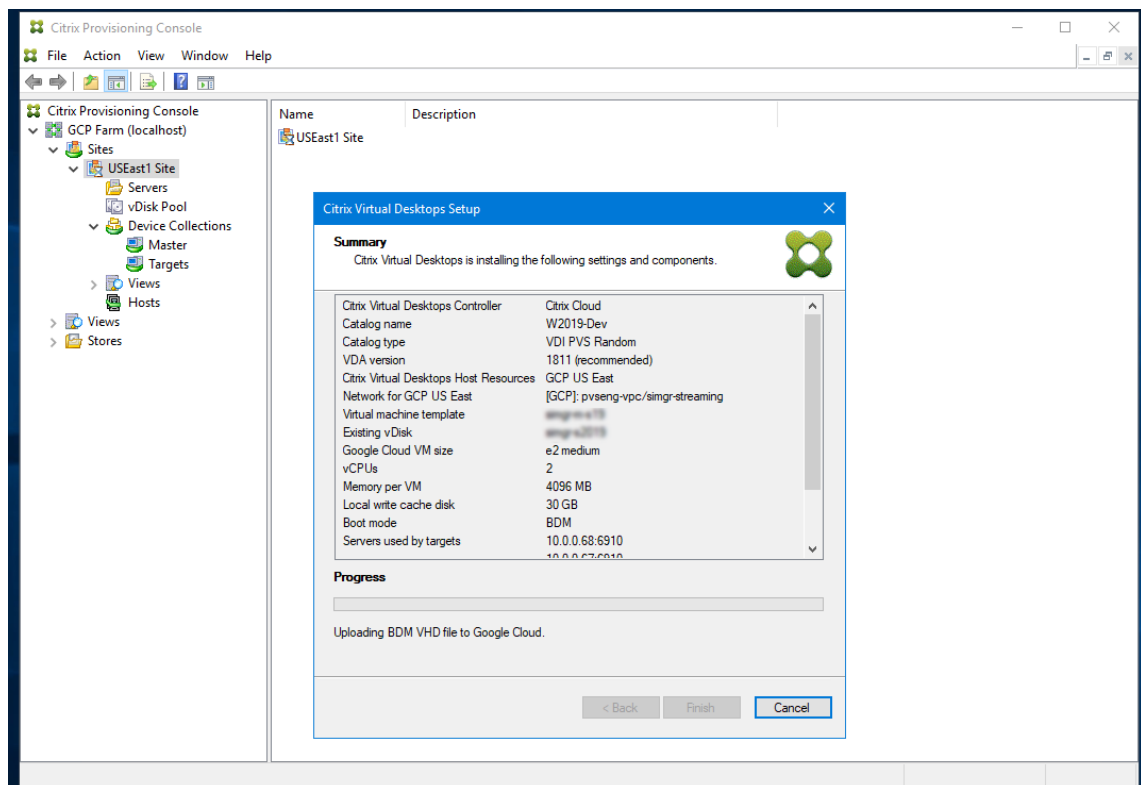 Citrix Provisioning Console
File Action View Window Help
Citrix Provisioning Console
GCP Farm (localhost)
Sites
USEast1 Site
Servers
vDisk Pool
Device Collections
Master
Targets
Views
Hosts
Views
Stores
Name Description
USEast1 Site
Citrix Virtual Desktops Setup
Summary
Citrix Virtual Desktops is installing the following settings and components.
Citrix Virtual Desktops Controller Citrix Cloud
Catalog name W2019-Dev
Catalog type VDI PVS Random
VDA version 1811 (recommended)
Citrix Virtual Desktops Host Resources GCP US East
Network for GCP US East [GCP]: pvseng-vpc/simgr-streaming
Virtual machine template
Existing vDisk
Google Cloud VM size e2 medium
vCPUs 2
Memory per VM 4096 MB
Local write cache disk 30 GB
Boot mode BDM
Servers used by targets 10.0.0.68:6910
10.0.0.67:6910
Progress
Uploading BDM VHD file to Google Cloud.
< Back Finish Cancel